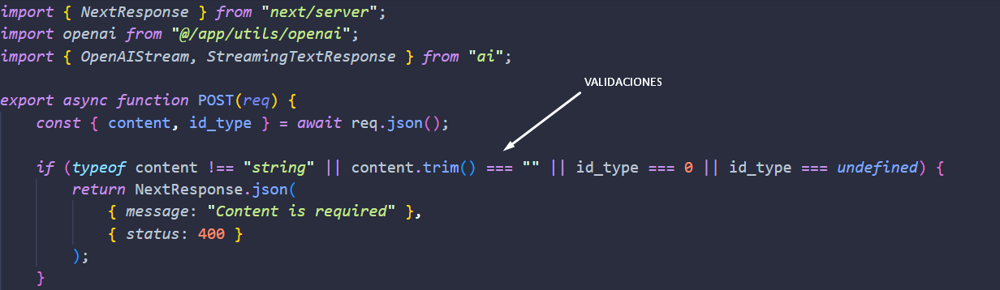 import { NextResponse } from "next/server";
import openai from "@/app/utils/openai";
import { OpenAIStream, StreamingTextResponse } from "ai";
VALIDACIONES
export async function POST(req) {
const { content, id_type } = await req.json();
if (typeof content !== "string" || content.trim() === "" || id_type === 0 || id_type === undefined) {
return NextResponse.json(
{ message: "Content is required" },
{ status: 400 }
);
}